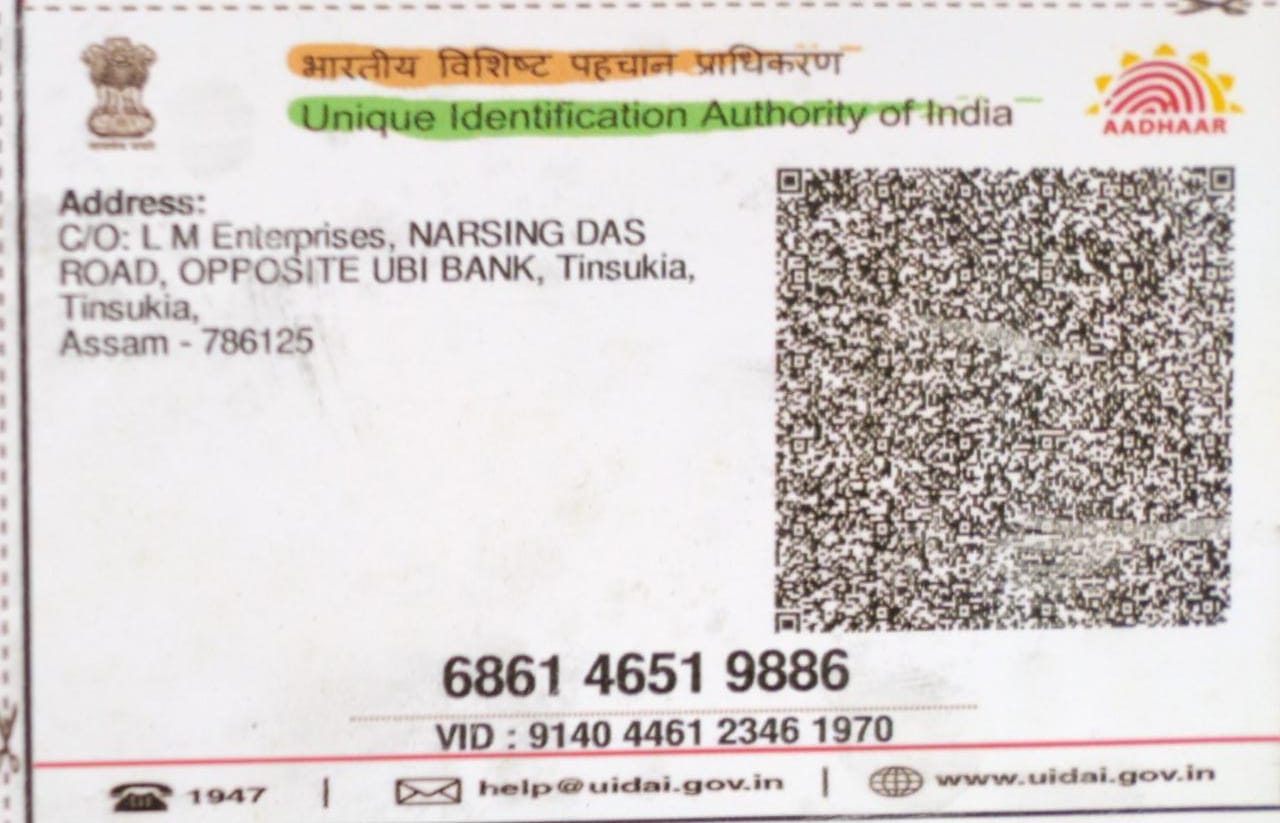 भारतीय विशिष्ट पहचान प्राधिकरण
Unique Identification Authority of India
AADHAAR
Address:
C/O: L M Enterprises, NARSING DAS
ROAD, OPPOSITE UBI BANK, Tinsukia,
Tinsukia,
Assam - 786125
6861 4651 9886
VID : 9140 4461 2346 1970
1947 | help@uidai.gov.in | www.uidai.gov.in